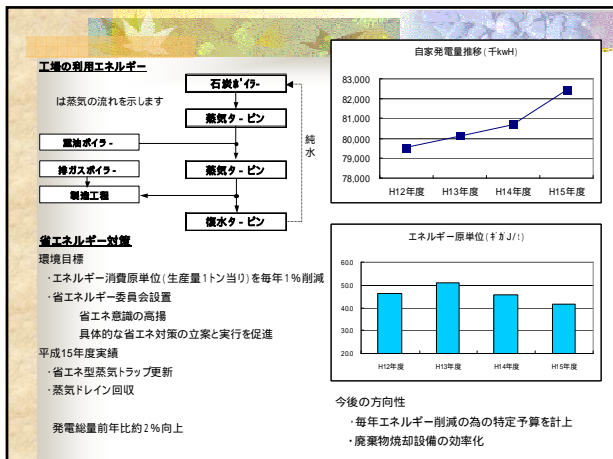 工場の利用エネルギー
は蒸気の流れを示します
石炭ﾎﾞｲﾗｰ
蒸気タービン
重油ボイラー
純水
排ガスボイラー
蒸気タービン
製造工程
復水タービン
省エネルギー対策
環境目標
・エネルギー消費原単位(生産量1トン当り)を毎年1%削減
・省エネルギー委員会設置
省エネ意識の高揚
具体的な省エネ対策の立案と実行を促進
平成15年度実績
・省エネ型蒸気トラップ更新
・蒸気ドレイン回収
発電総量前年比約2%向上
自家発電量推移(千kwH)
83,000
82,000
81,000
80,000
79,000
78,000
H12年度 H13年度 H14年度 H15年度
エネルギー原単位(ｷﾞｶﾞJ/t)
60.0
50.0
40.0
30.0
20.0
H12年度 H13年度 H14年度 H15年度
今後の方向性
・毎年エネルギー削減の為の特定予算を計上
・廃棄物焼却設備の効率化